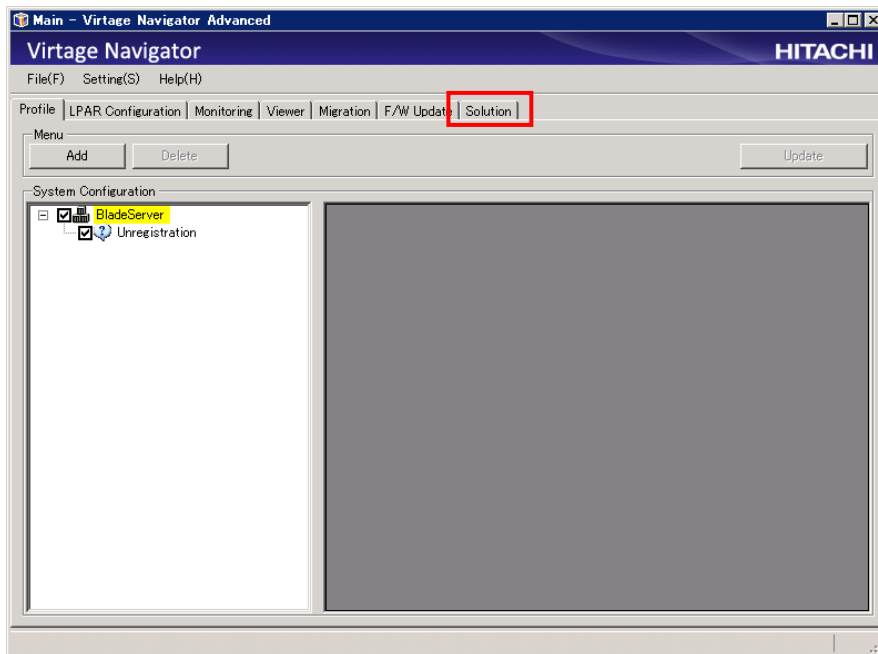 Main - Virtage Navigator Advanced
Virtage Navigator HITACHI
File(F) Setting(S) Help(H)
Profile LPAR Configuration Monitoring Viewer Migration F/W Update Solution
Menu
Add Delete Update
System Configuration
BladeServer
Unregistration